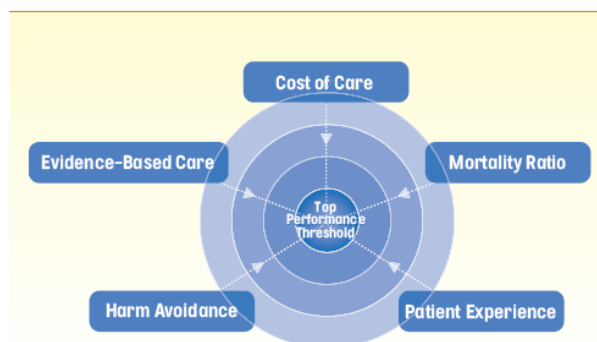 Cost of Care
Evidence-Based Care
Mortality Ratio
Top
Performance
Threshold
Harm Avoidance
Patient Experience